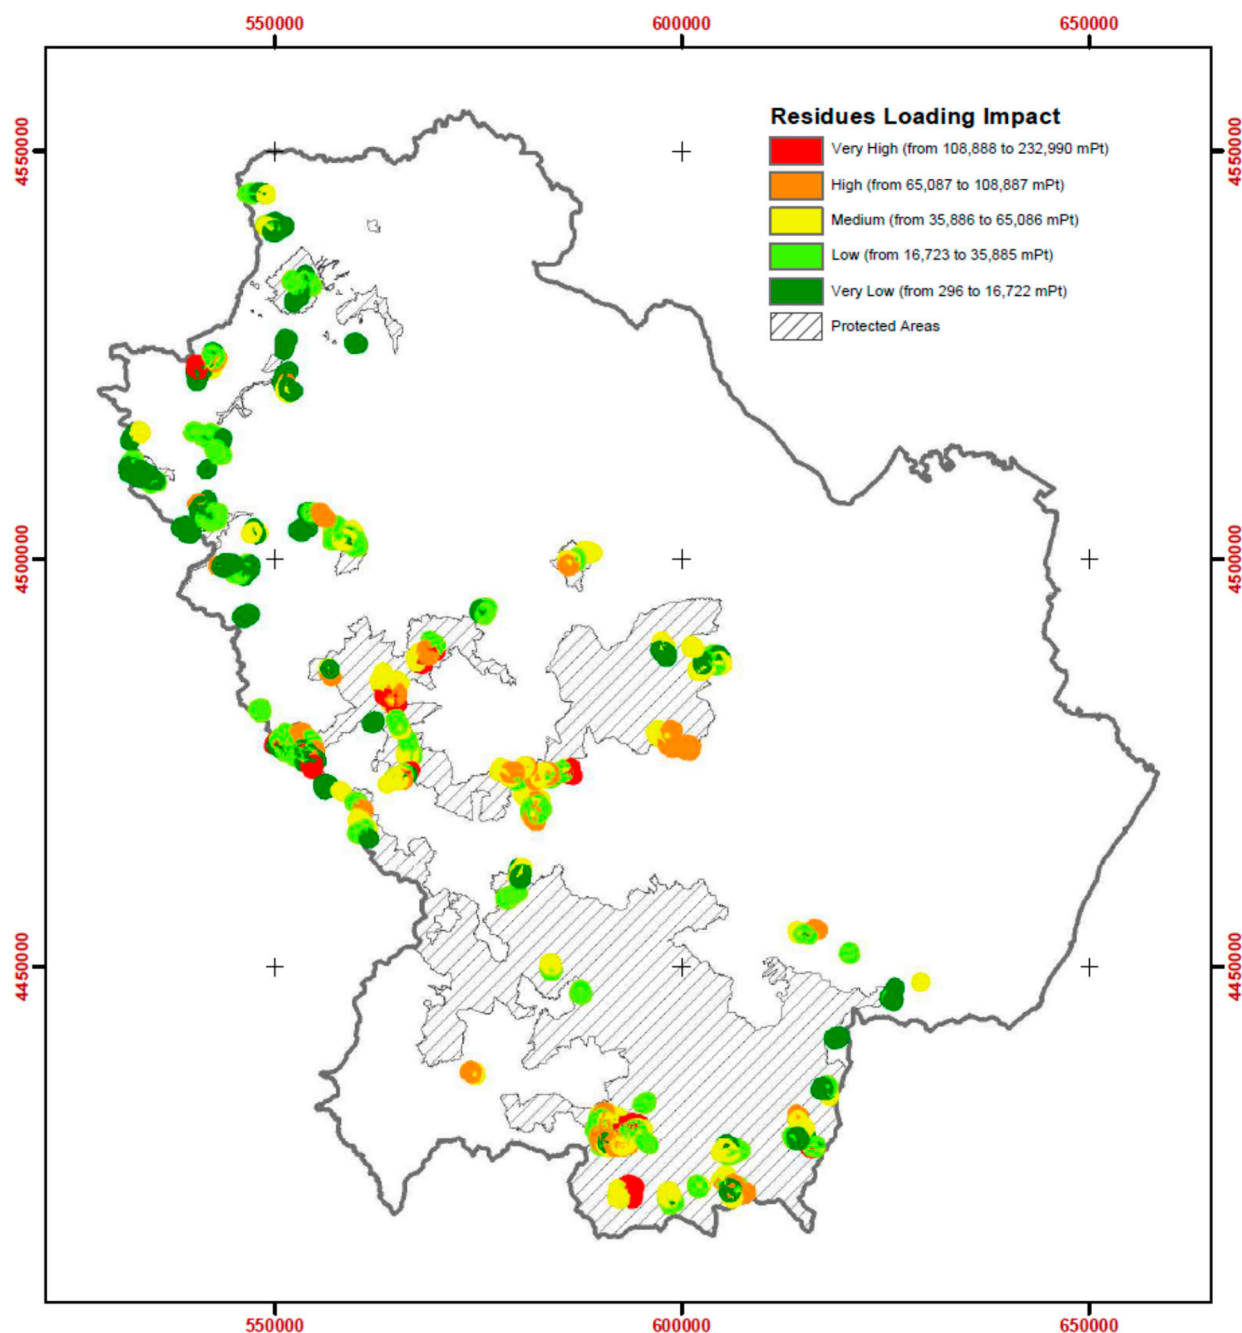 550000 600000 650000
Residues Loading Impact
Very High (from 108,888 to 232,990 mPt)
High (from 65,087 to 108,887 mPt)
Medium (from 35,886 to 65,086 mPt)
Low (from 16,723 to 35,885 mPt)
Very Low (from 296 to 16,722 mPt)
Protected Areas
4550000 4550000
4500000 4500000
4450000 4450000
550000 600000 650000